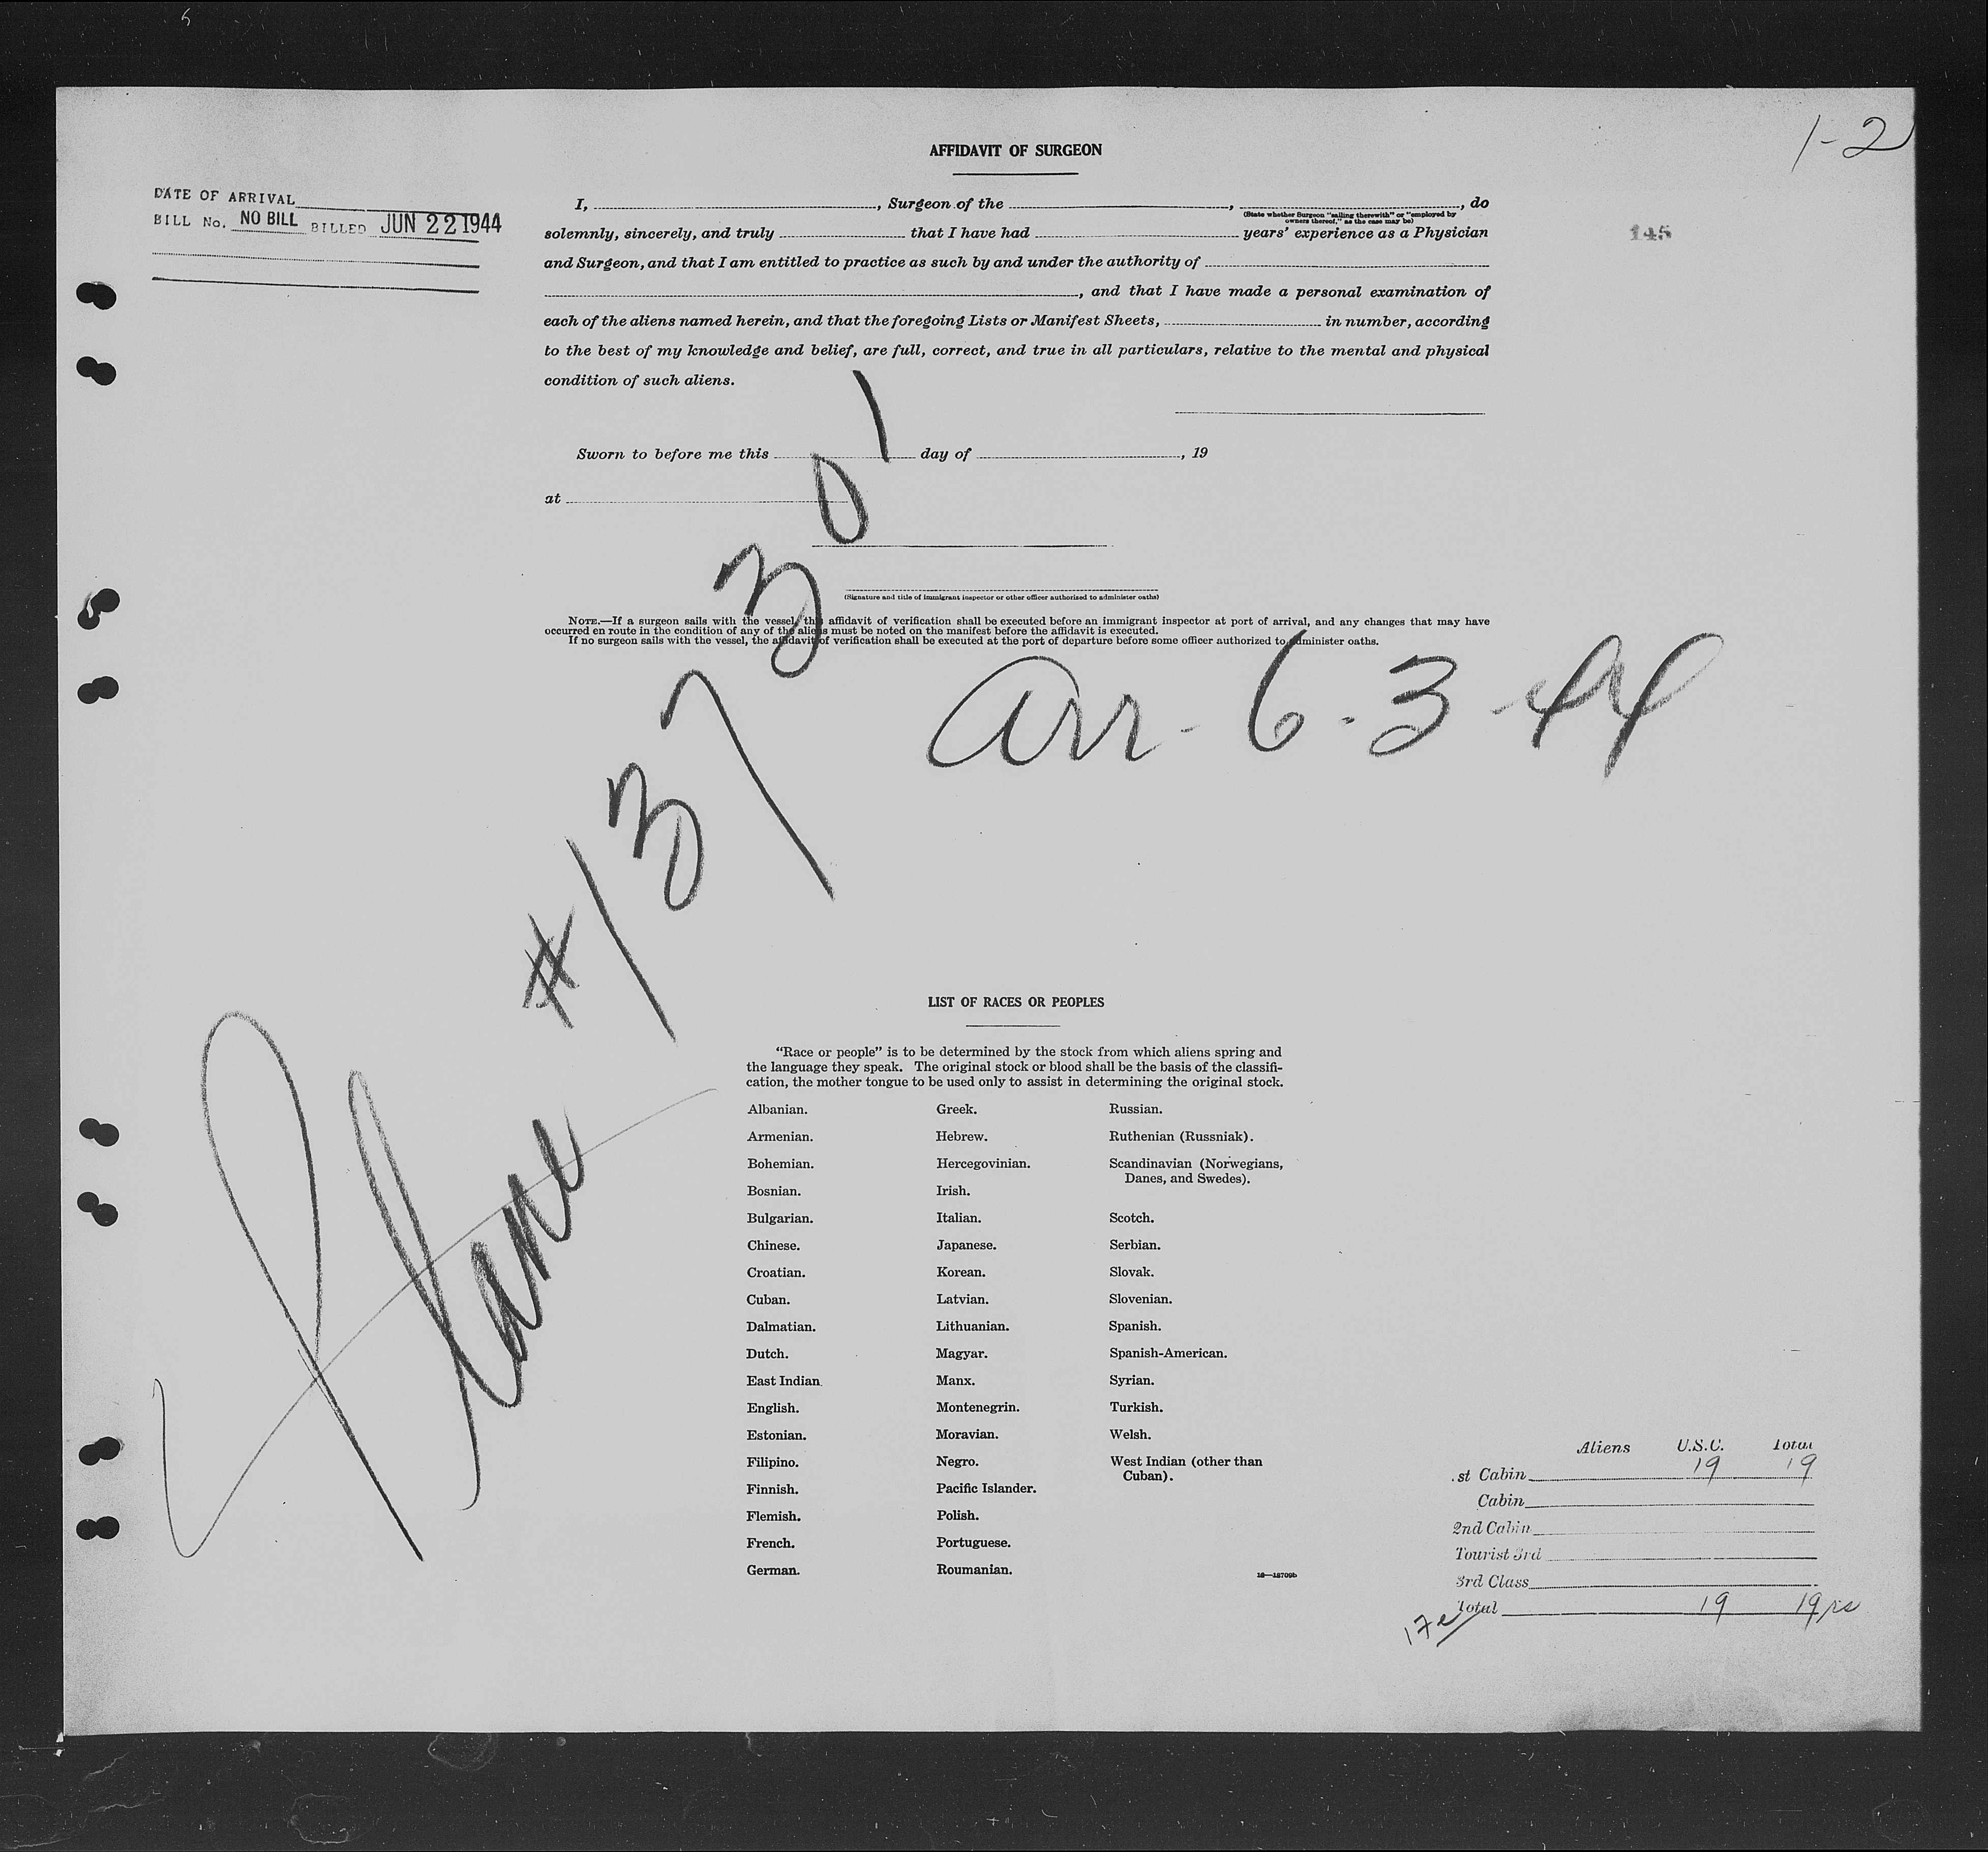 1-2
AFFIDAVIT OF SURGEON
DATE OF ARRIVAL
BILL No. NO BILL BILLED JUN 22 1944
145
I, , Surgeon of the , , do
(State whether Surgeon "sailing therewith" or "employed by
owners thereof," as the case may be)
solemnly, sincerely, and truly that I have had years' experience as a Physician
and Surgeon, and that I am entitled to practice as such by and under the authority of
, and that I have made a personal examination of
each of the aliens named herein, and that the foregoing Lists or Manifest Sheets, in number, according
to the best of my knowledge and belief, are full, correct, and true in all particulars, relative to the mental and physical
condition of such aliens.
Sworn to before me this day of , 19
at
(Signature and title of immigrant inspector or other officer authorized to administer oaths)
NOTE.—If a surgeon sails with the vessel, this affidavit of verification shall be executed before an immigrant inspector at port of arrival, and any changes that may have
occurred en route in the condition of any of the aliens must be noted on the manifest before the affidavit is executed.
If no surgeon sails with the vessel, the affidavit of verification shall be executed at the port of departure before some officer authorized to administer oaths.
Plane #137301
Arr - 6-3-44
LIST OF RACES OR PEOPLES
"Race or people" is to be determined by the stock from which aliens spring and
the language they speak. The original stock or blood shall be the basis of the classifi-
cation, the mother tongue to be used only to assist in determining the original stock.
Albanian. Greek. Russian.
Armenian. Hebrew. Ruthenian (Russniak).
Bohemian. Hercegovinian. Scandinavian (Norwegians,
Danes, and Swedes).
Bosnian. Irish.
Bulgarian. Italian. Scotch.
Chinese. Japanese. Serbian.
Croatian. Korean. Slovak.
Cuban. Latvian. Slovenian.
Dalmatian. Lithuanian. Spanish.
Dutch. Magyar. Spanish-American.
East Indian. Manx. Syrian.
English. Montenegrin. Turkish.
Estonian. Moravian. Welsh.
Filipino. Negro. West Indian (other than
Cuban).
Finnish. Pacific Islander.
Flemish. Polish.
French. Portuguese.
German. Roumanian.
16—18709b
Aliens U.S.C. Total
st Cabin 19 19
Cabin
2nd Cabin
Tourist 3rd
3rd Class
Total 19 19